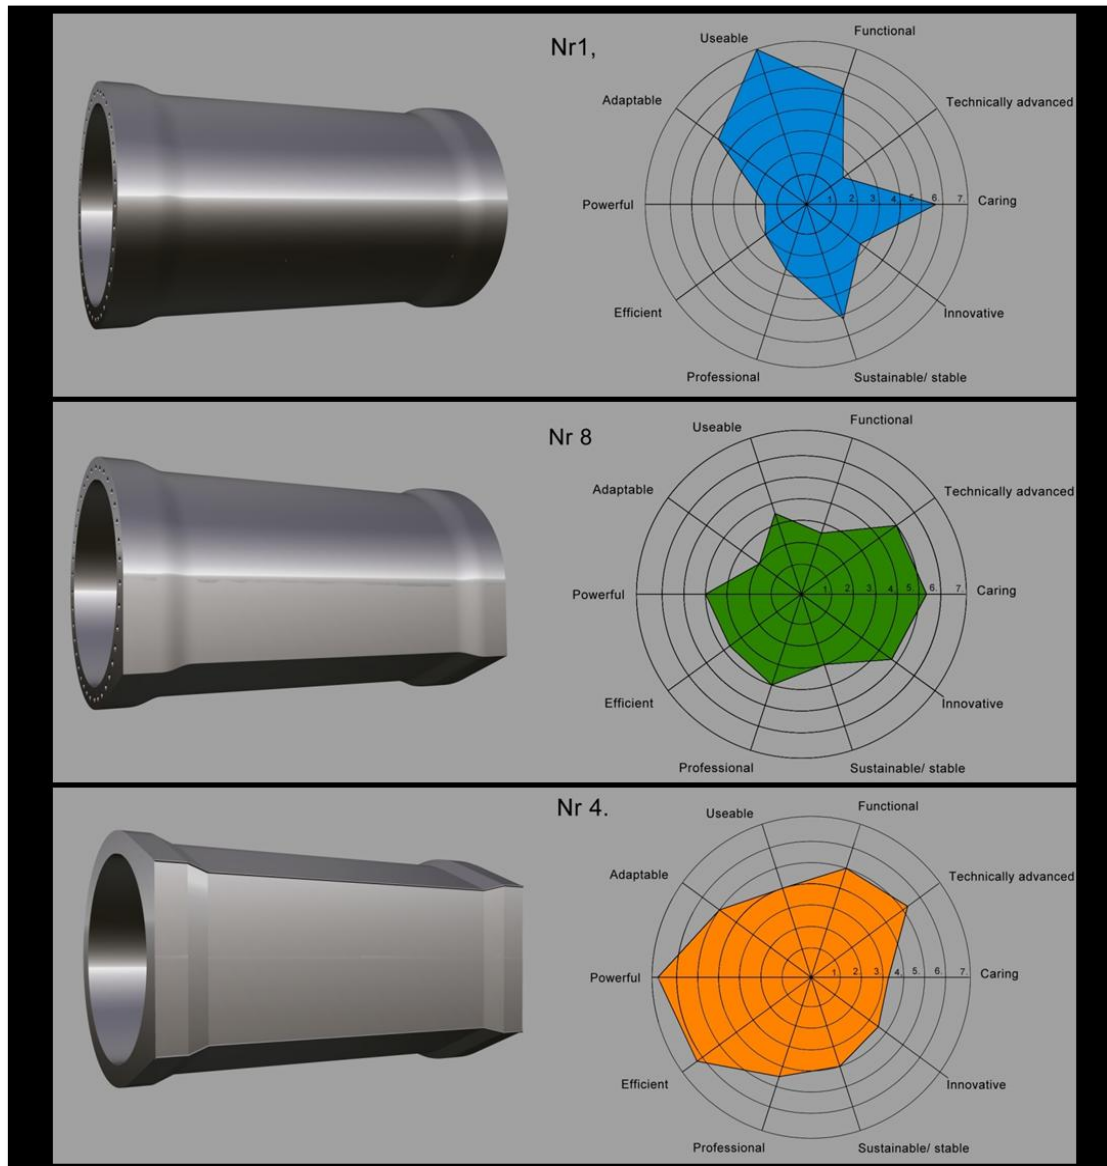 Nr1,
Useable
Functional
Adaptable
Technically advanced
Powerful
1 2 3. 4. 5. 6. 7.
Caring
Efficient
Innovative
Professional
Sustainable/ stable
Nr 8
Useable
Functional
Adaptable
Technically advanced
Powerful
1 2 3. 4. 5. 6. 7.
Caring
Efficient
Innovative
Professional
Sustainable/ stable
Nr 4.
Useable
Functional
Adaptable
Technically advanced
Powerful
1 2 3. 4. 5. 6. 7.
Caring
Efficient
Innovative
Professional
Sustainable/ stable